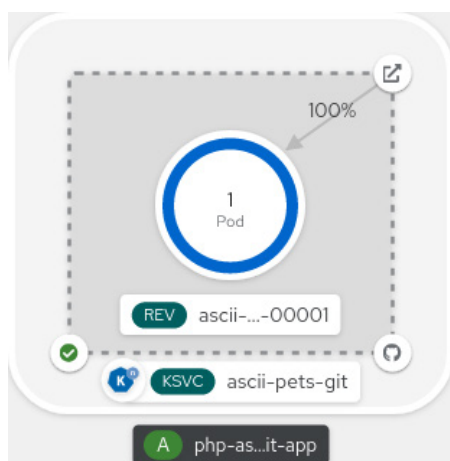 100%
1
Pod
REV ascii-...-00001
K n
KSVC ascii-pets-git
A php-as...it-app